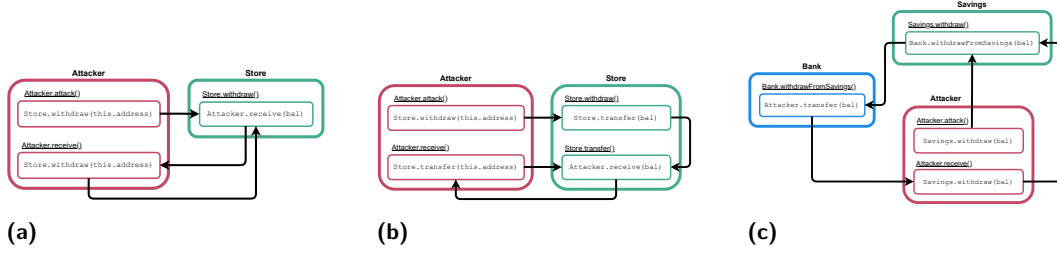 Attacker
Store
Attacker.attack()
Store.withdraw(this.address)
Store.withdraw()
Attacker.receive(bal)
Attacker.receive()
Store.withdraw(this.address)
(a)
Attacker
Store
Attacker.attack()
Store.withdraw(this.address)
Store.withdraw()
Store.transfer(bal)
Attacker.receive()
Store.transfer(this.address)
Store.transfer()
Attacker.receive(bal)
(b)
Savings
Savings.withdraw()
Bank.withdrawFromSavings(bal)
Bank
Bank.withdrawFromSavings()
Attacker.transfer(bal)
Attacker
Attacker.attack()
Savings.withdraw(bal)
Attacker.receive()
Savings.withdraw(bal)
(c)